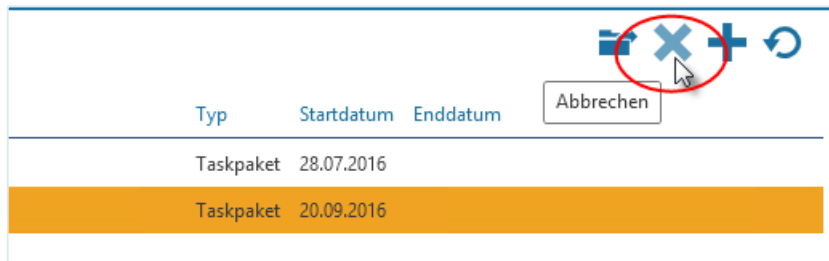 Abbrechen
Typ Startdatum Enddatum
Taskpaket 28.07.2016
Taskpaket 20.09.2016